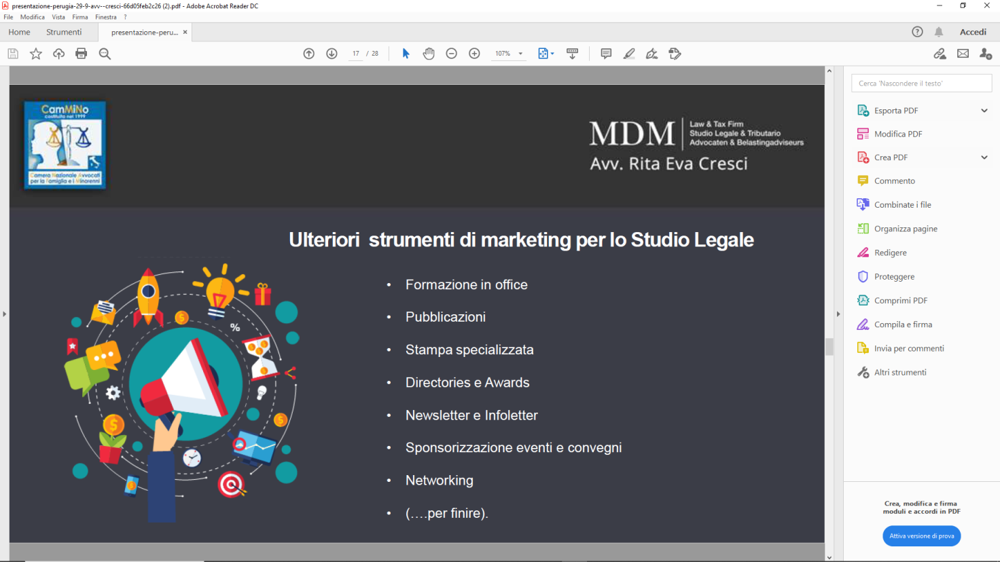 presentazione-perugia-29-9-avv--cresci-66d05feb2c26 (2).pdf - Adobe Acrobat Reader DC
File Modifica Vista Firma Finestra ?
Home Strumenti presentazione-peru... × Accedi
17 / 28 107%
CamMiNo
costituita nel 1999
Camera Nazionale Avvocati
per la Famiglia e i Minorenni
MDM
Law & Tax Firm
Studio Legale & Tributario
Advocaten & Belastingadviseurs
Avv. Rita Eva Cresci
Ulteriori strumenti di marketing per lo Studio Legale
• Formazione in office
• Pubblicazioni
• Stampa specializzata
• Directories e Awards
• Newsletter e Infoletter
• Sponsorizzazione eventi e convegni
• Networking
• (....per finire).
%
Cerca 'Nascondere il testo'
Esporta PDF
Modifica PDF
Crea PDF
Commento
Combinate i file
Organizza pagine
Redigere
Proteggere
Comprimi PDF
Compila e firma
Invia per commenti
Altri strumenti
Crea, modifica e firma
moduli e accordi in PDF
Attiva versione di prova